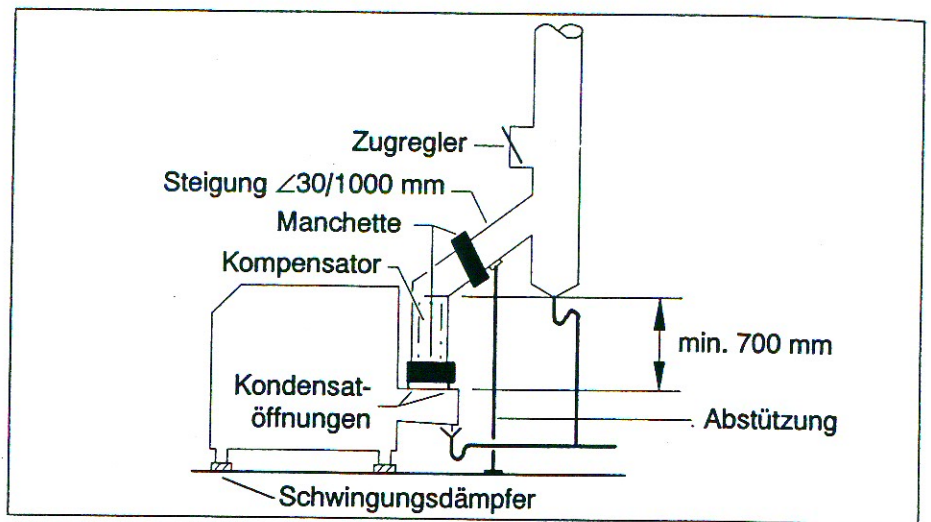 Zugregler
Steigung ∠30/1000 mm
Manchette
Kompensator
min. 700 mm
Kondensat-
öffnungen
Abstützung
Schwingungsdämpfer